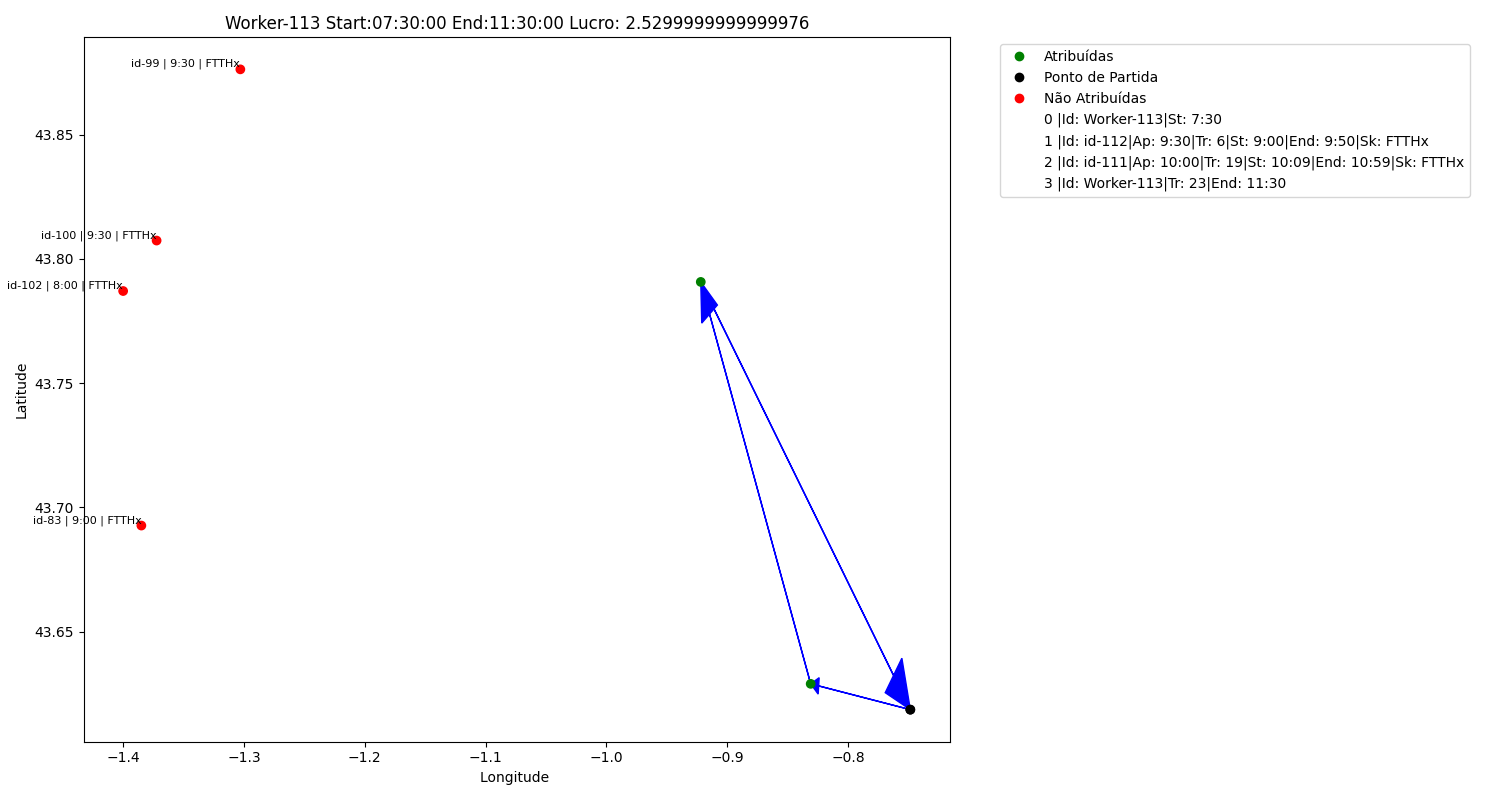 Worker-113 Start:07:30:00 End:11:30:00 Lucro: 2.5299999999999976
id-99 | 9:30 | FTTHx
id-100 | 9:30 | FTTHx
id-102 | 8:00 | FTTHx
id-83 | 9:00 | FTTHx
43.85
43.80
43.75
43.70
43.65
Latitude
−1.4 −1.3 −1.2 −1.1 −1.0 −0.9 −0.8
Longitude
Atribuídas
Ponto de Partida
Não Atribuídas
0 |Id: Worker-113|St: 7:30
1 |Id: id-112|Ap: 9:30|Tr: 6|St: 9:00|End: 9:50|Sk: FTTHx
2 |Id: id-111|Ap: 10:00|Tr: 19|St: 10:09|End: 10:59|Sk: FTTHx
3 |Id: Worker-113|Tr: 23|End: 11:30